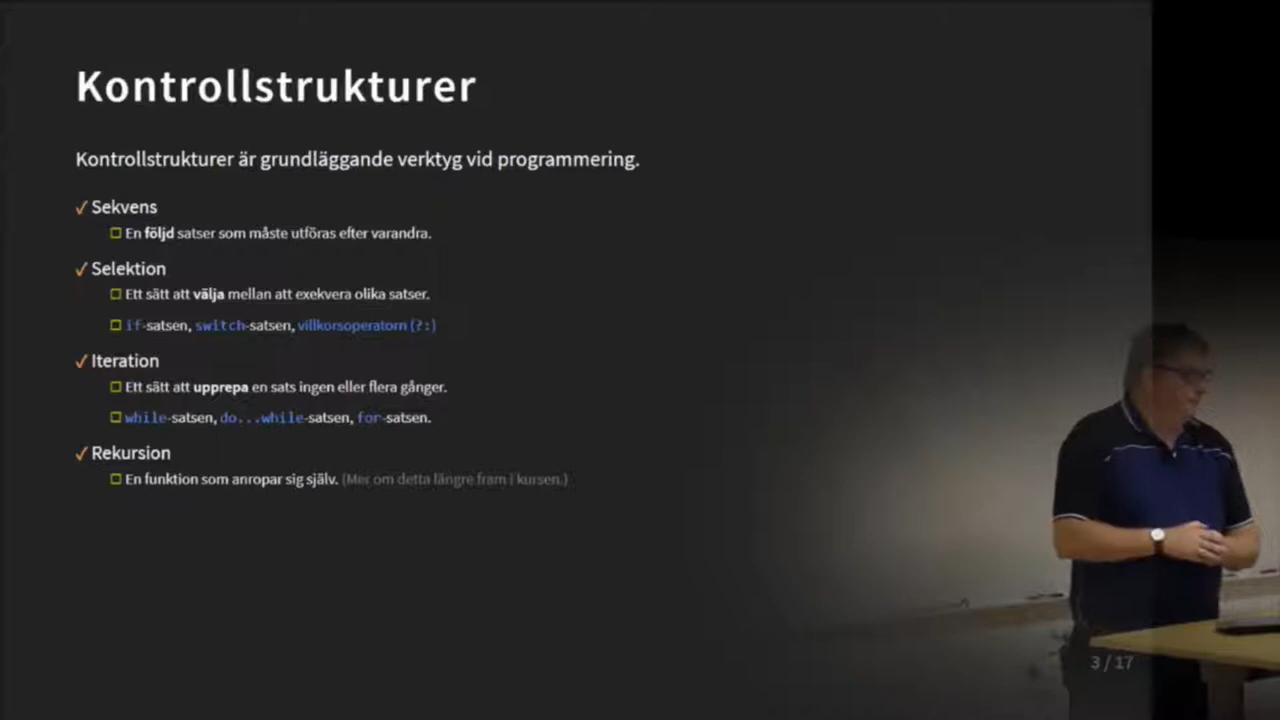 Kontrollstrukturer
Kontrollstrukturer är grundläggande verktyg vid programmering.
✓ Sekvens
☐ En följd satser som måste utföras efter varandra.
✓ Selektion
☐ Ett sätt att välja mellan att exekvera olika satser.
☐ if-satsen, switch-satsen, villkorsoperatorn (?:)
✓ Iteration
☐ Ett sätt att upprepa en sats ingen eller flera gånger.
☐ while-satsen, do...while-satsen, for-satsen.
✓ Rekursion
☐ En funktion som anropar sig själv. (Mer om detta längre fram i kursen.)
3 / 17